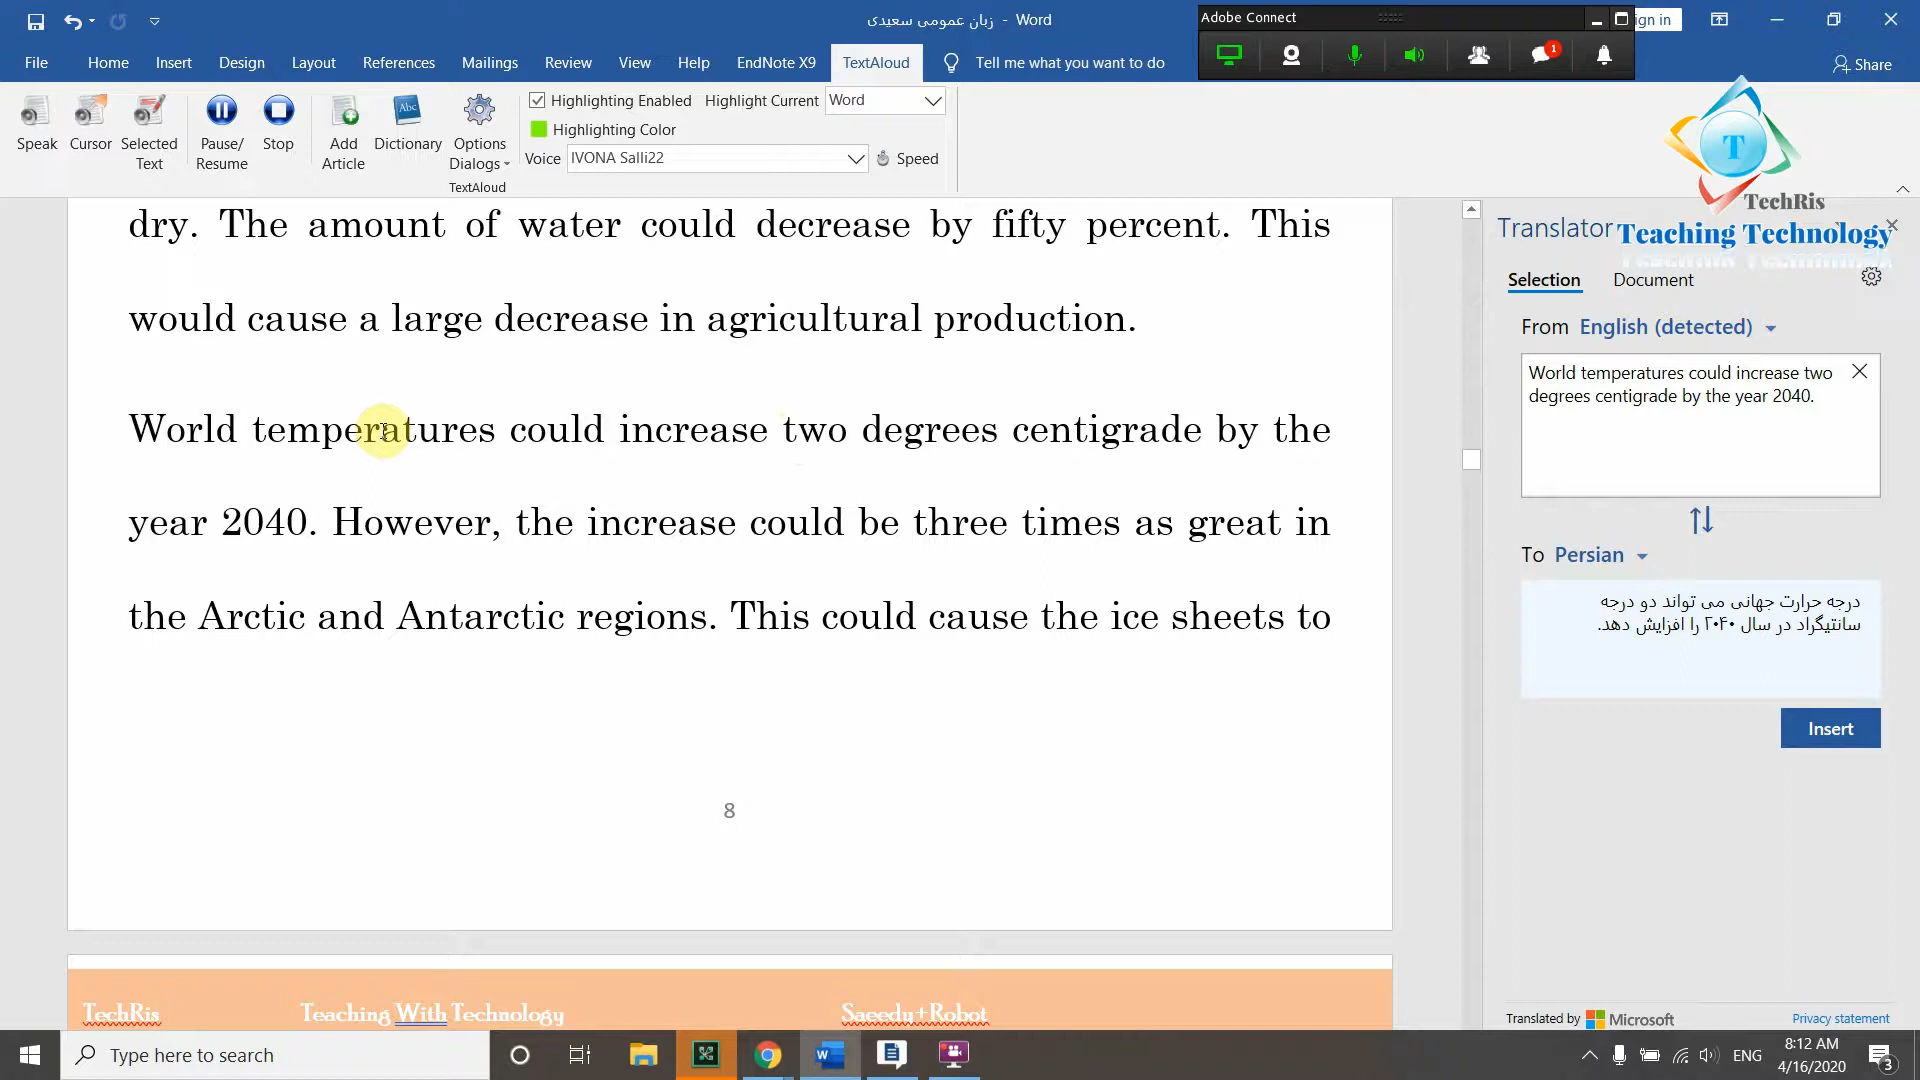 زبان عمومی سعیدی - Word
Adobe Connect
ign in
File Home Insert Design Layout References Mailings Review View Help EndNote X9 TextAloud Tell me what you want to do
1
Share
Speak Cursor Selected Text Pause/ Resume Stop Add Article Dictionary Options Dialogs
Abc
Highlighting Enabled Highlight Current Word
Highlighting Color
Voice IVONA Salli22 Speed
TextAloud
T
TechRis
Teaching Technology
dry. The amount of water could decrease by fifty percent. This
would cause a large decrease in agricultural production.
World temperatures could increase two degrees centigrade by the
year 2040. However, the increase could be three times as great in
the Arctic and Antarctic regions. This could cause the ice sheets to
8
TechRis Teaching With Technology Saeedy+Robot
Translator
Selection Document
From English (detected)
World temperatures could increase two
degrees centigrade by the year 2040.
To Persian
درجه حرارت جهانی می تواند دو درجه
سانتیگراد در سال ۲۰۴۰ را افزایش دهد.
Insert
Translated by Microsoft Privacy statement
Type here to search
W
ENG
8:12 AM
4/16/2020
3